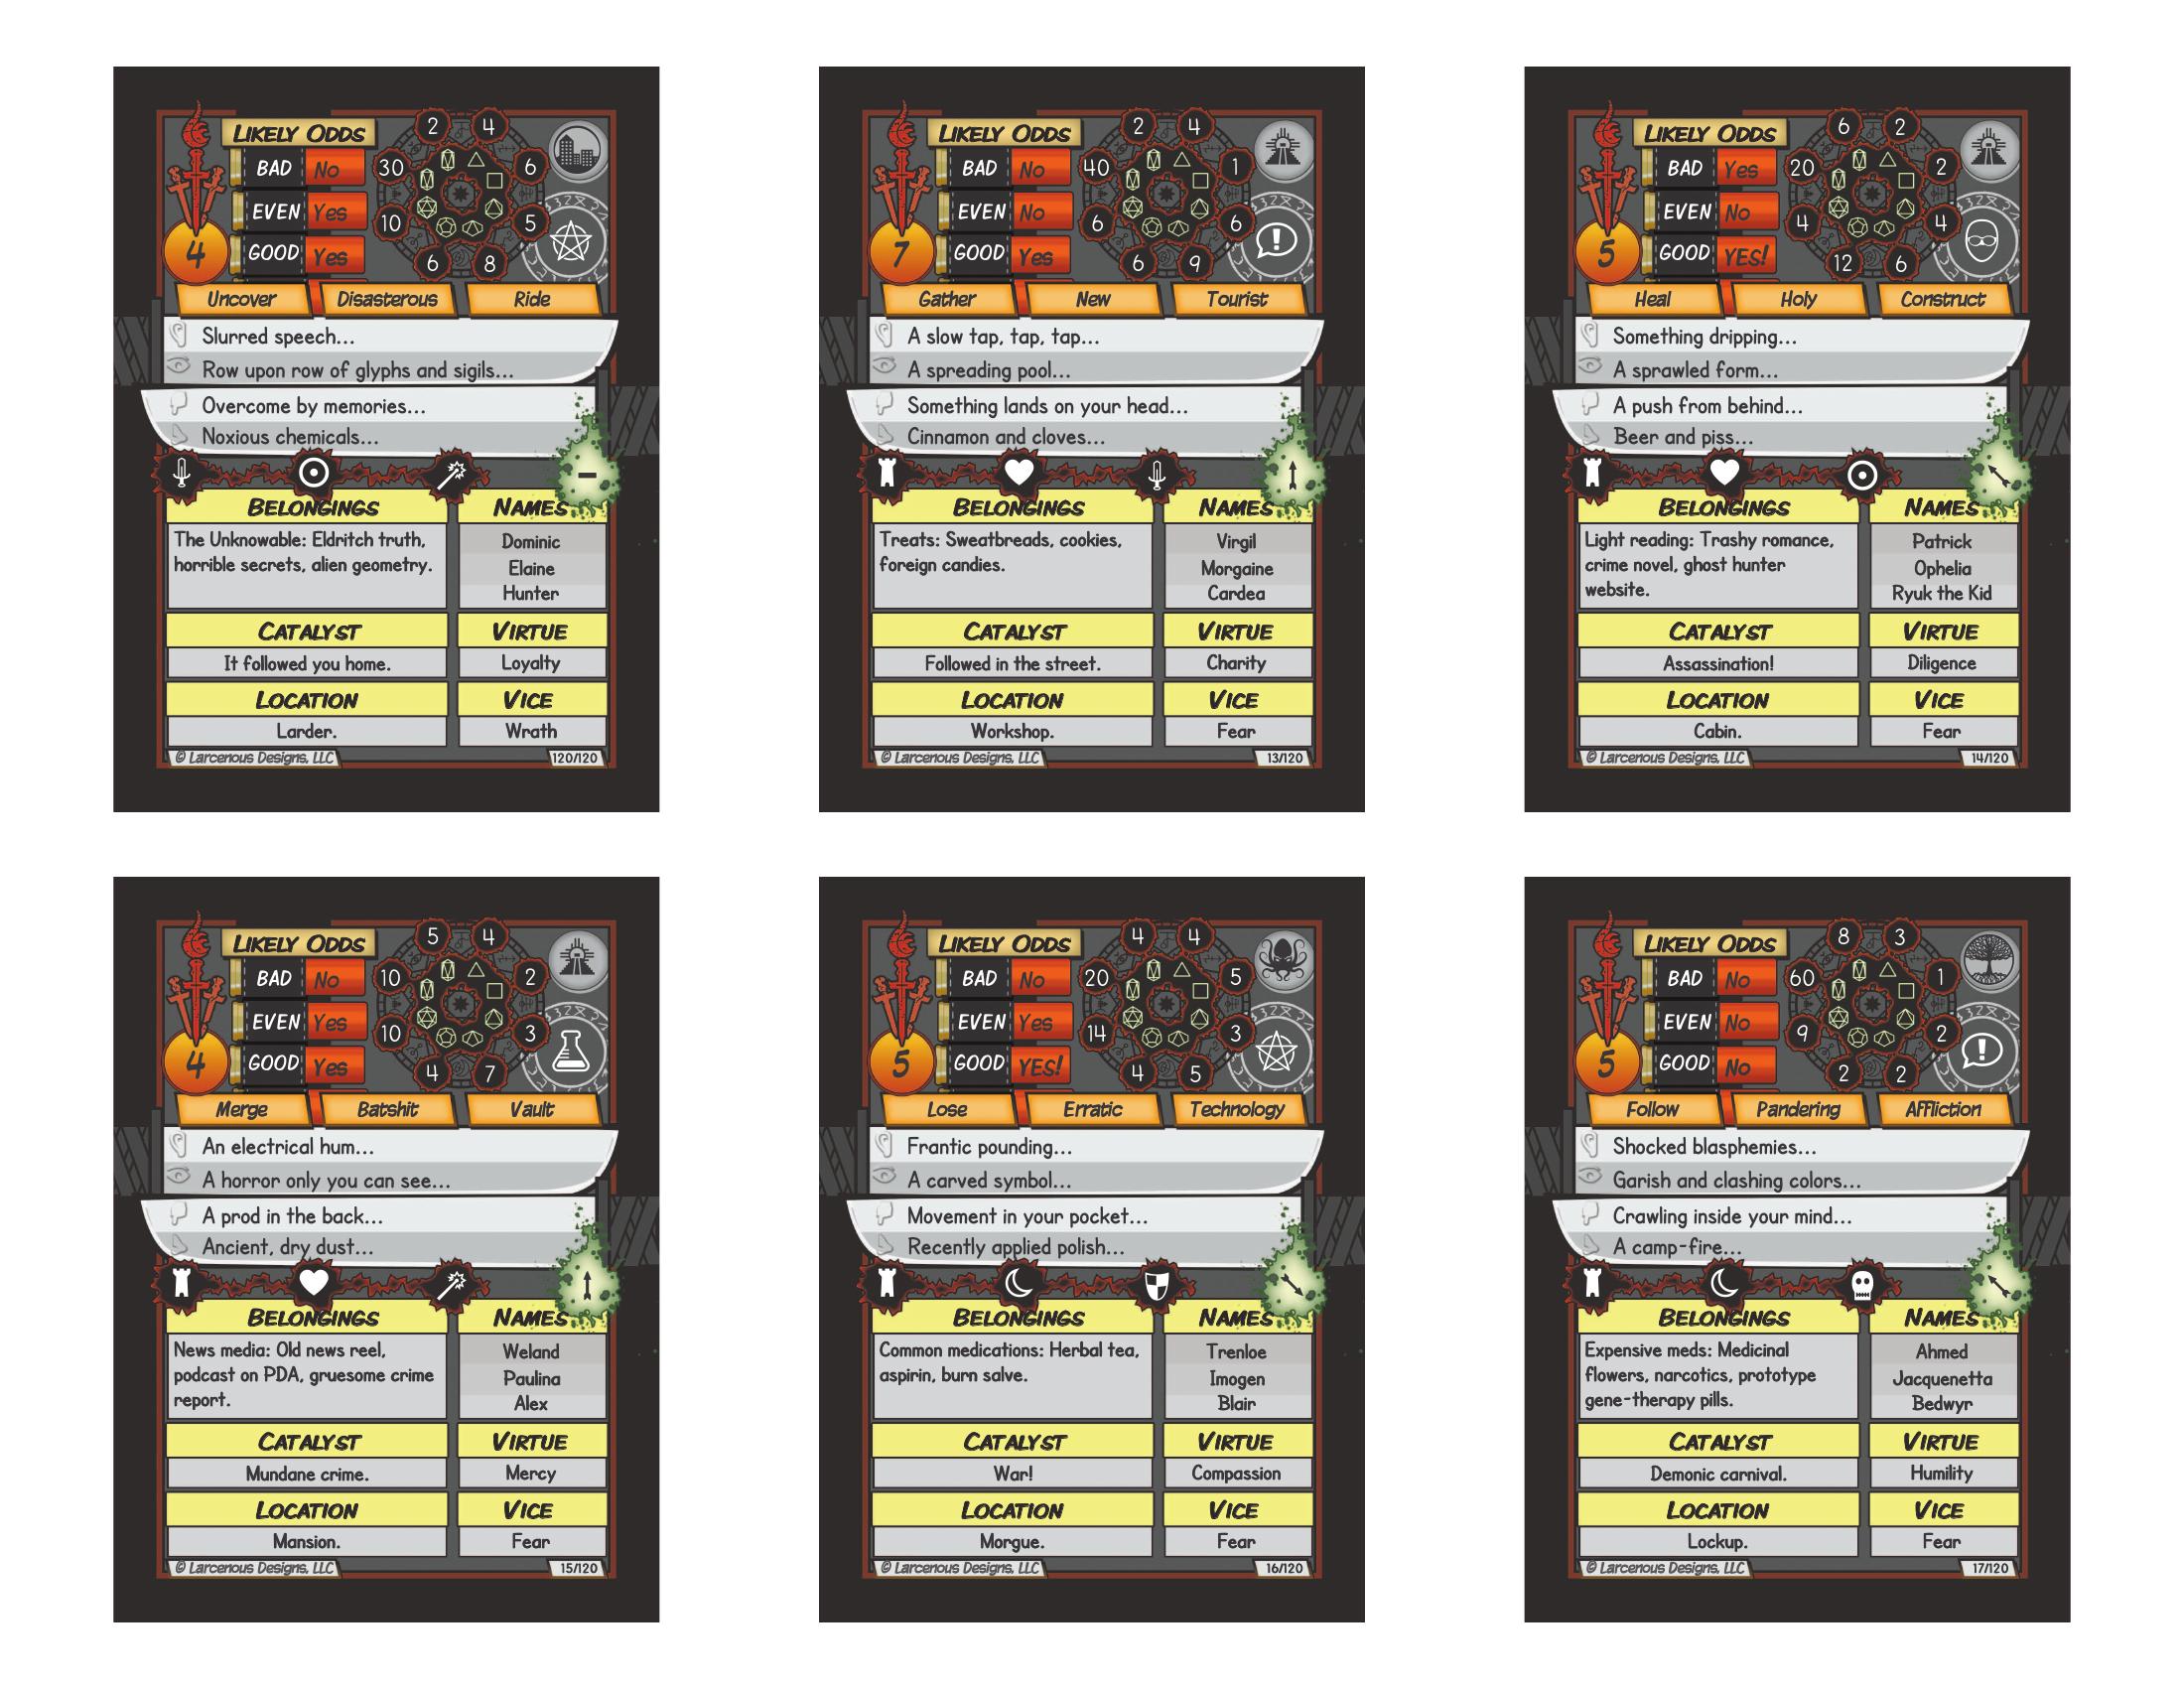 LIKELY ODDS
2 4
BAD No
30 6
EVEN Yes
10 5
GOOD Yes
6 8
4
Uncover Disasterous Ride
Slurred speech...
Row upon row of glyphs and sigils...
Overcome by memories...
Noxious chemicals...
BELONGINGS NAMES
The Unknowable: Eldritch truth,
horrible secrets, alien geometry.
Dominic
Elaine
Hunter
CATALYST VIRTUE
It followed you home. Loyalty
LOCATION VICE
Larder. Wrath
© Larcenous Designs, LLC 120/120
LIKELY ODDS
2 4
BAD No
40 1
EVEN No
6 6
GOOD Yes
6 9
7
Gather New Tourist
A slow tap, tap, tap...
A spreading pool...
Something lands on your head...
Cinnamon and cloves...
BELONGINGS NAMES
Treats: Sweatbreads, cookies,
foreign candies.
Virgil
Morgaine
Cardea
CATALYST VIRTUE
Followed in the street. Charity
LOCATION VICE
Workshop. Fear
© Larcenous Designs, LLC 13/120
LIKELY ODDS
6 2
BAD Yes
20 2
EVEN No
4 4
GOOD YES!
12 6
5
Heal Holy Construct
Something dripping...
A sprawled form...
A push from behind...
Beer and piss...
BELONGINGS NAMES
Light reading: Trashy romance,
crime novel, ghost hunter
website.
Patrick
Ophelia
Ryuk the Kid
CATALYST VIRTUE
Assassination! Diligence
LOCATION VICE
Cabin. Fear
© Larcenous Designs, LLC 14/120
LIKELY ODDS
5 4
BAD No
10 2
EVEN Yes
10 3
GOOD Yes
4 7
4
Merge Batshit Vault
An electrical hum...
A horror only you can see...
A prod in the back...
Ancient, dry dust...
BELONGINGS NAMES
News media: Old news reel,
podcast on PDA, gruesome crime
report.
Weland
Paulina
Alex
CATALYST VIRTUE
Mundane crime. Mercy
LOCATION VICE
Mansion. Fear
© Larcenous Designs, LLC 15/120
LIKELY ODDS
4 4
BAD No
20 5
EVEN Yes
14 3
GOOD YES!
4 5
5
Lose Erratic Technology
Frantic pounding...
A carved symbol...
Movement in your pocket...
Recently applied polish...
BELONGINGS NAMES
Common medications: Herbal tea,
aspirin, burn salve.
Trenloe
Imogen
Blair
CATALYST VIRTUE
War! Compassion
LOCATION VICE
Morgue. Fear
© Larcenous Designs, LLC 16/120
LIKELY ODDS
8 3
BAD No
60 1
EVEN No
9 2
GOOD No
2 2
5
Follow Pandering Affliction
Shocked blasphemies...
Garish and clashing colors...
Crawling inside your mind...
A camp-fire...
BELONGINGS NAMES
Expensive meds: Medicinal
flowers, narcotics, prototype
gene-therapy pills.
Ahmed
Jacquenetta
Bedwyr
CATALYST VIRTUE
Demonic carnival. Humility
LOCATION VICE
Lockup. Fear
© Larcenous Designs, LLC 17/120